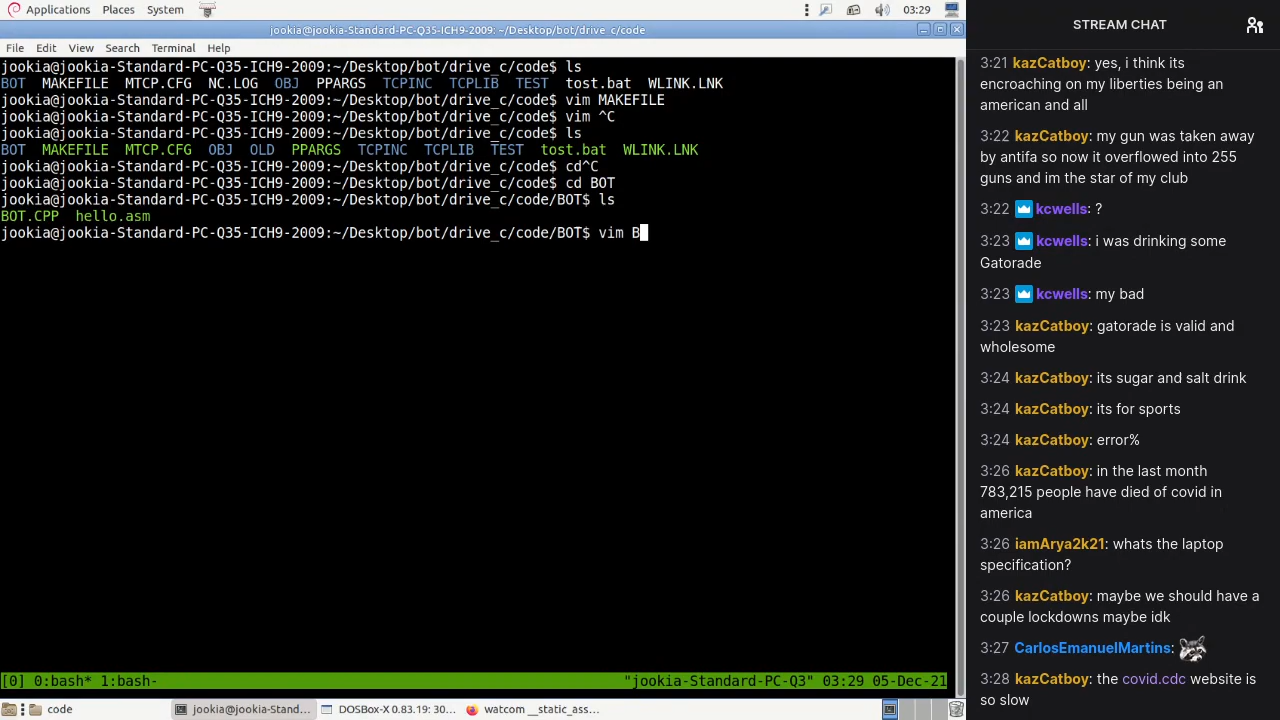 Applications Places System 03:29
jookia@jookia-Standard-PC-Q35-ICH9-2009: ~/Desktop/bot/drive_c/code
File Edit View Search Terminal Help
jookia@jookia-Standard-PC-Q35-ICH9-2009:~/Desktop/bot/drive_c/code$ ls
BOT MAKEFILE MTCP.CFG NC.LOG OBJ PPARGS TCPINC TCPLIB TEST tost.bat WLINK.LNK
jookia@jookia-Standard-PC-Q35-ICH9-2009:~/Desktop/bot/drive_c/code$ vim MAKEFILE
jookia@jookia-Standard-PC-Q35-ICH9-2009:~/Desktop/bot/drive_c/code$ vim ^C
jookia@jookia-Standard-PC-Q35-ICH9-2009:~/Desktop/bot/drive_c/code$ ls
BOT MAKEFILE MTCP.CFG OBJ OLD PPARGS TCPINC TCPLIB TEST tost.bat WLINK.LNK
jookia@jookia-Standard-PC-Q35-ICH9-2009:~/Desktop/bot/drive_c/code$ cd^C
jookia@jookia-Standard-PC-Q35-ICH9-2009:~/Desktop/bot/drive_c/code$ cd BOT
jookia@jookia-Standard-PC-Q35-ICH9-2009:~/Desktop/bot/drive_c/code/BOT$ ls
BOT.CPP hello.asm
jookia@jookia-Standard-PC-Q35-ICH9-2009:~/Desktop/bot/drive_c/code/BOT$ vim B
[0] 0:bash* 1:bash- "jookia-Standard-PC-Q3" 03:29 05-Dec-21
code jookia@jookia-Stand... DOSBox-X 0.83.19: 30... watcom __static_ass...
STREAM CHAT
3:21 kazCatboy: yes, i think its
encroaching on my liberties being an
american and all
3:22 kazCatboy: my gun was taken away
by antifa so now it overflowed into 255
guns and im the star of my club
3:22 kcwells: ?
3:23 kcwells: i was drinking some
Gatorade
3:23 kcwells: my bad
3:23 kazCatboy: gatorade is valid and
wholesome
3:24 kazCatboy: its sugar and salt drink
3:24 kazCatboy: its for sports
3:24 kazCatboy: error%
3:26 kazCatboy: in the last month
783,215 people have died of covid in
america
3:26 iamArya2k21: whats the laptop
specification?
3:26 kazCatboy: maybe we should have a
couple lockdowns maybe idk
3:27 CarlosEmanuelMartins:
3:28 kazCatboy: the covid.cdc website is
so slow